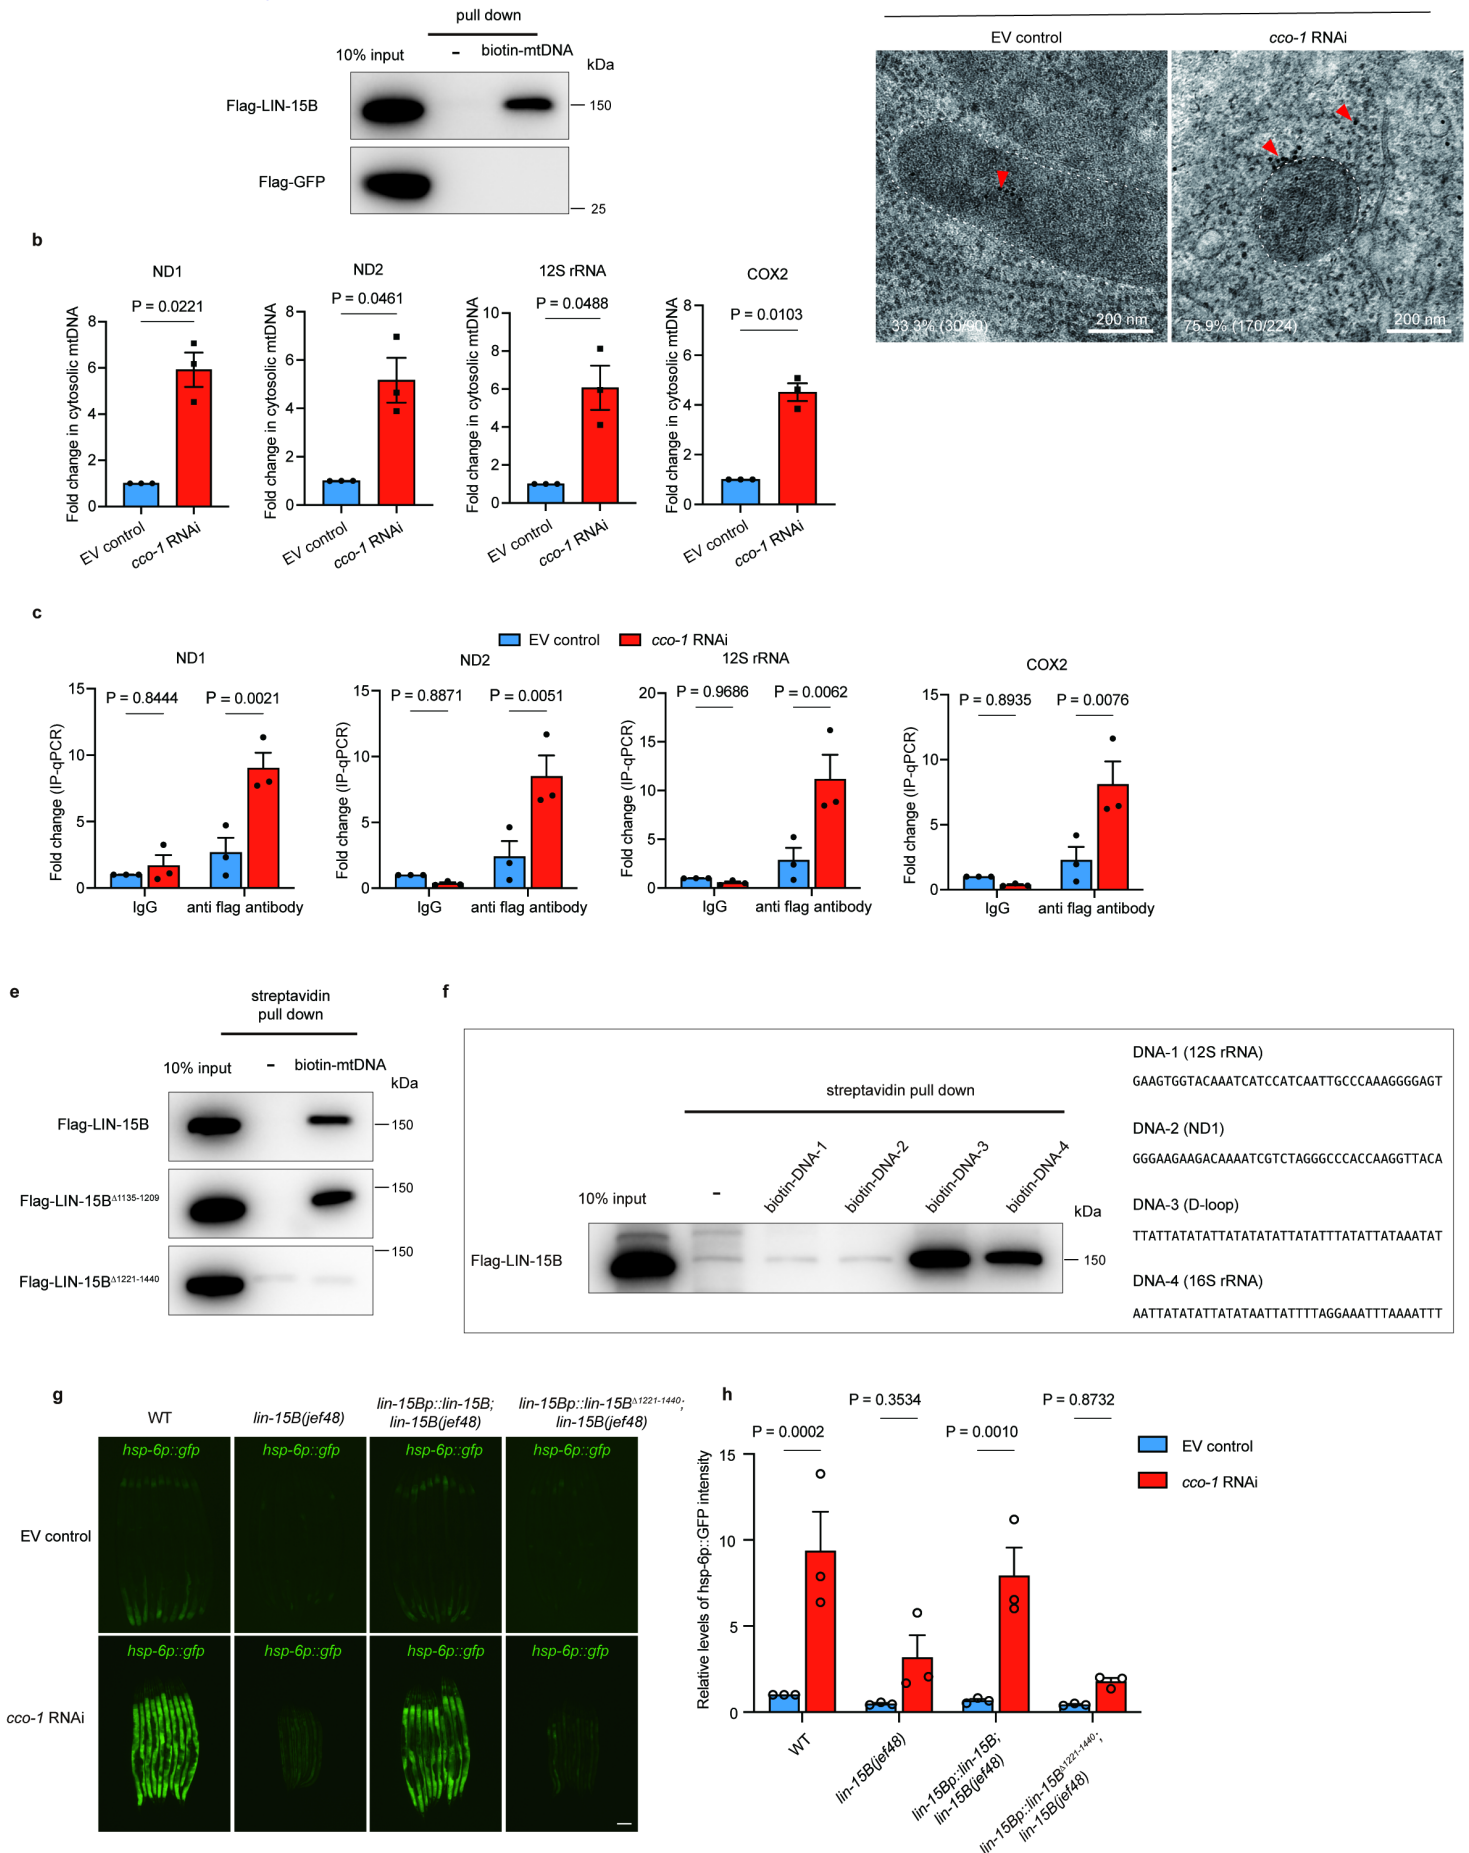 pull down
10% input
–
biotin-mtDNA
kDa
Flag-LIN-15B
150
Flag-GFP
25
EV control
cco-1 RNAi
33.3% (30/90)
200 nm
75.9% (170/224)
200 nm
b
ND1
P = 0.0221
Fold change in cytosolic mtDNA
8
6
4
2
0
EV control
cco-1 RNAi
ND2
P = 0.0461
Fold change in cytosolic mtDNA
8
6
4
2
0
EV control
cco-1 RNAi
12S rRNA
P = 0.0488
Fold change in cytosolic mtDNA
10
8
6
4
2
0
EV control
cco-1 RNAi
COX2
P = 0.0103
Fold change in cytosolic mtDNA
8
6
4
2
0
EV control
cco-1 RNAi
c
EV control
cco-1 RNAi
ND1
P = 0.8444
P = 0.0021
Fold change (IP-qPCR)
15
10
5
0
IgG
anti flag antibody
ND2
P = 0.8871
P = 0.0051
Fold change (IP-qPCR)
15
10
5
0
IgG
anti flag antibody
12S rRNA
P = 0.9686
P = 0.0062
Fold change (IP-qPCR)
20
15
10
5
0
IgG
anti flag antibody
COX2
P = 0.8935
P = 0.0076
Fold change (IP-qPCR)
15
10
5
0
IgG
anti flag antibody
e
streptavidin
pull down
10% input
–
biotin-mtDNA
kDa
Flag-LIN-15B
150
Flag-LIN-15BΔ1135-1209
150
Flag-LIN-15BΔ1221-1440
150
f
streptavidin pull down
10% input
–
biotin-DNA-1
biotin-DNA-2
biotin-DNA-3
biotin-DNA-4
kDa
Flag-LIN-15B
150
DNA-1 (12S rRNA)
GAAGTGGTACAAATCATCCATCAATTGCCCAAAGGGGAGT
DNA-2 (ND1)
GGGAAGAAGACAAAATCGTCTAGGGCCCACCAAGGTTACA
DNA-3 (D-loop)
TTATTATATATTATATATATTATATTTATATTATAAATAT
DNA-4 (16S rRNA)
AATTATATATTATATAATTATTTTAGGAAATTTAAAATTT
g
WT
lin-15B(jef48)
lin-15Bp::lin-15B;
lin-15B(jef48)
lin-15Bp::lin-15BΔ1221-1440;
lin-15B(jef48)
EV control
hsp-6p::gfp
hsp-6p::gfp
hsp-6p::gfp
hsp-6p::gfp
cco-1 RNAi
hsp-6p::gfp
hsp-6p::gfp
hsp-6p::gfp
hsp-6p::gfp
h
P = 0.0002
P = 0.3534
P = 0.0010
P = 0.8732
EV control
cco-1 RNAi
Relative levels of hsp-6p::GFP intensity
15
10
5
0
WT
lin-15B(jef48)
lin-15Bp::lin-15B;
lin-15B(jef48)
lin-15Bp::lin-15BΔ1221-1440;
lin-15B(jef48)